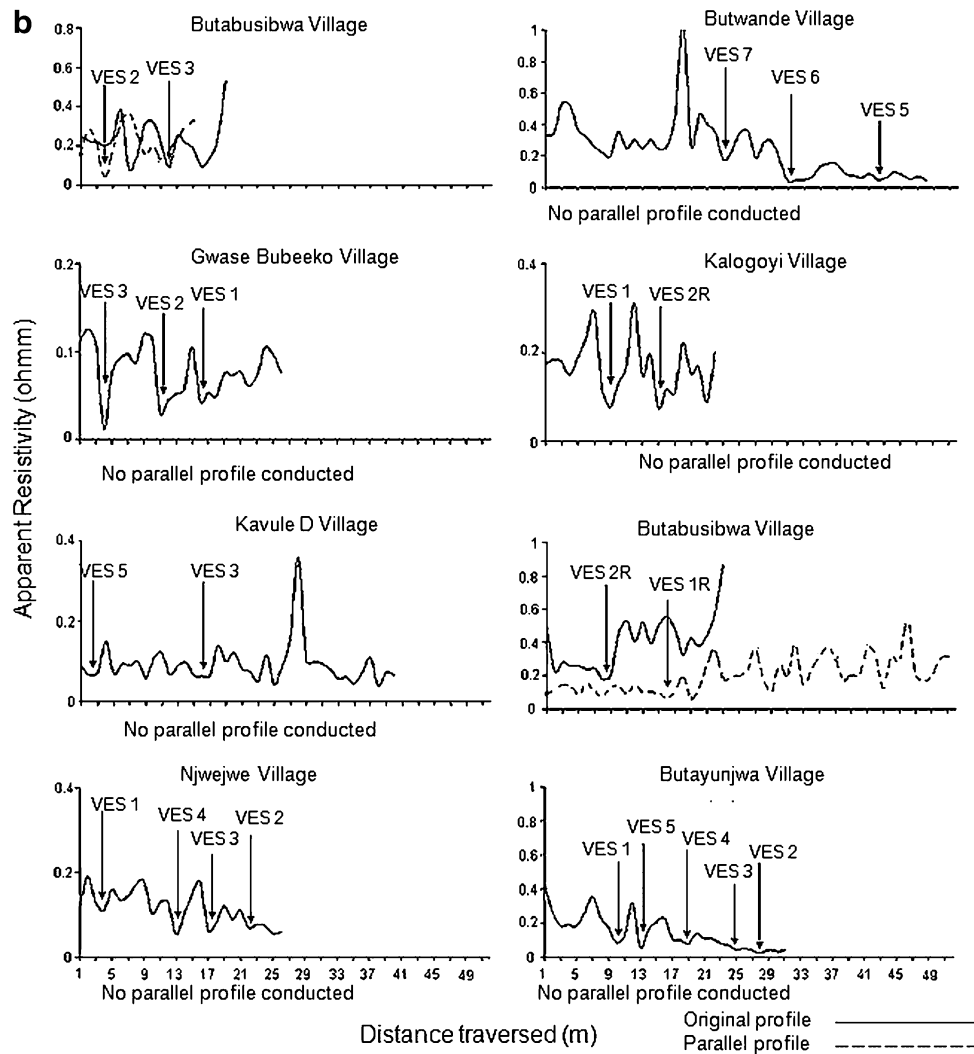 b
Butabusibwa Village
0.8
0.6
0.4
0.2
0
VES 2
VES 3
Butwande Village
1
0.8
0.6
0.4
0.2
0
VES 7
VES 6
VES 5
No parallel profile conducted
Gwase Bubeeko Village
0.2
0.1
0
VES 3
VES 2
VES 1
No parallel profile conducted
Kalogoyi Village
0.4
0.2
0
VES 1
VES 2R
No parallel profile conducted
Apparent Resistivity (ohmm)
Kavule D Village
0.4
0.2
0
VES 5
VES 3
No parallel profile conducted
Butabusibwa Village
1
0.8
0.6
0.4
0.2
0
VES 2R
VES 1R
Njwejwe Village
0.4
0.2
0
VES 1
VES 4
VES 3
VES 2
1 5 9 13 17 21 25 29 33 37 41 45 49
No parallel profile conducted
Butayunjwa Village
1
0.8
0.6
0.4
0.2
0
VES 1
VES 5
VES 4
VES 3
VES 2
1 5 9 13 17 21 25 29 33 37 41 45 49
No parallel profile conducted
Distance traversed (m)
Original profile
Parallel profile